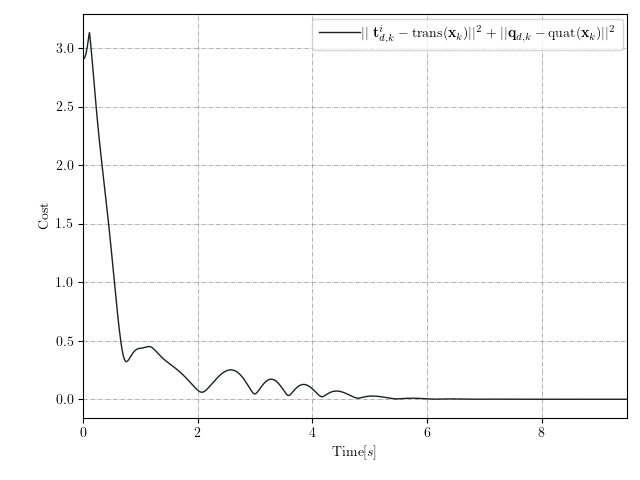 || t^i_{d,k} − trans(x_k)||^2 + ||q_{d,k} − quat(x_k)||^2
3.0
2.5
2.0
1.5
1.0
0.5
0.0
Cost
0 2 4 6 8
Time[s]